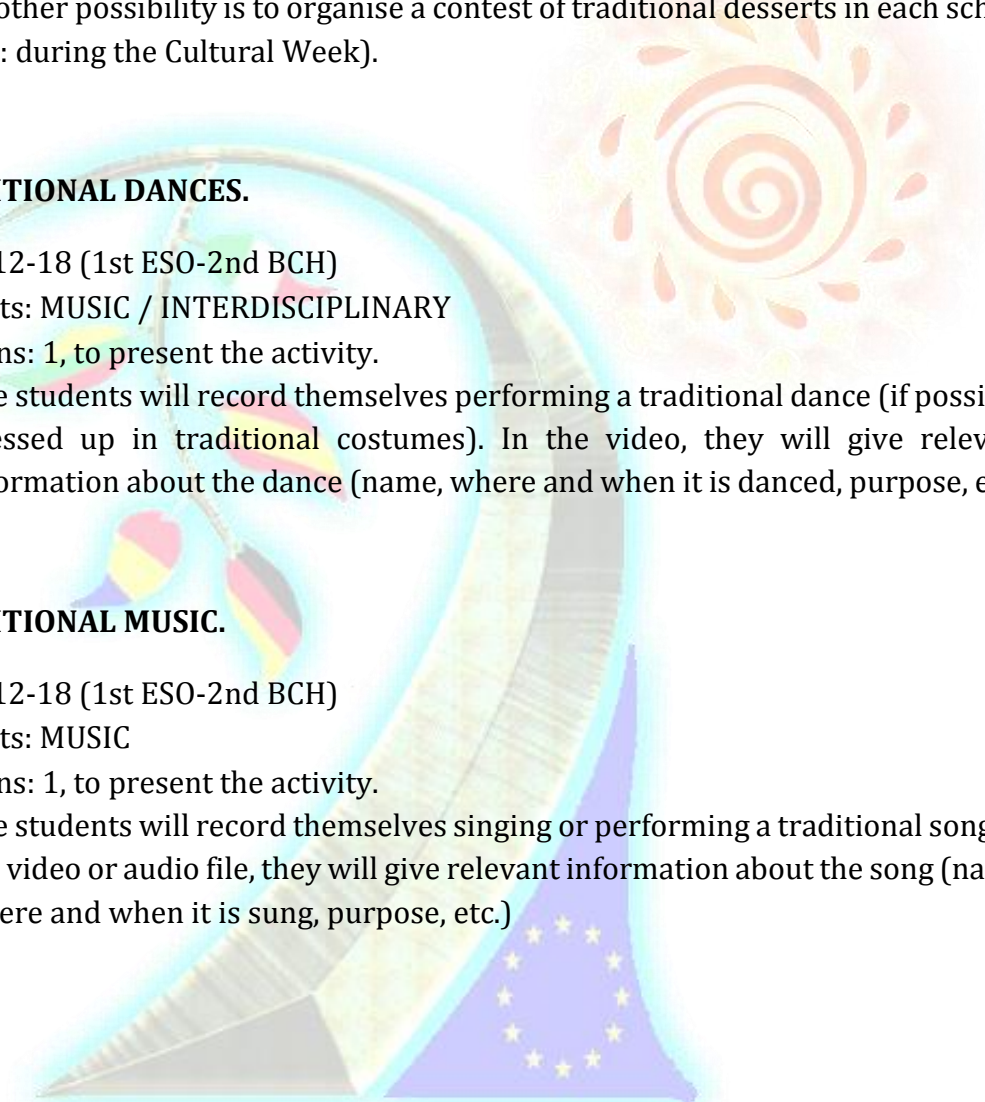 other possibility is to organise a contest of traditional desserts in each sch
: during the Cultural Week).
ITIONAL DANCES.
12-18 (1st ESO-2nd BCH)
ts: MUSIC / INTERDISCIPLINARY
ns: 1, to present the activity.
e students will record themselves performing a traditional dance (if possi
essed up in traditional costumes). In the video, they will give relev
ormation about the dance (name, where and when it is danced, purpose, e
ITIONAL MUSIC.
12-18 (1st ESO-2nd BCH)
ts: MUSIC
ns: 1, to present the activity.
e students will record themselves singing or performing a traditional song
video or audio file, they will give relevant information about the song (na
ere and when it is sung, purpose, etc.)